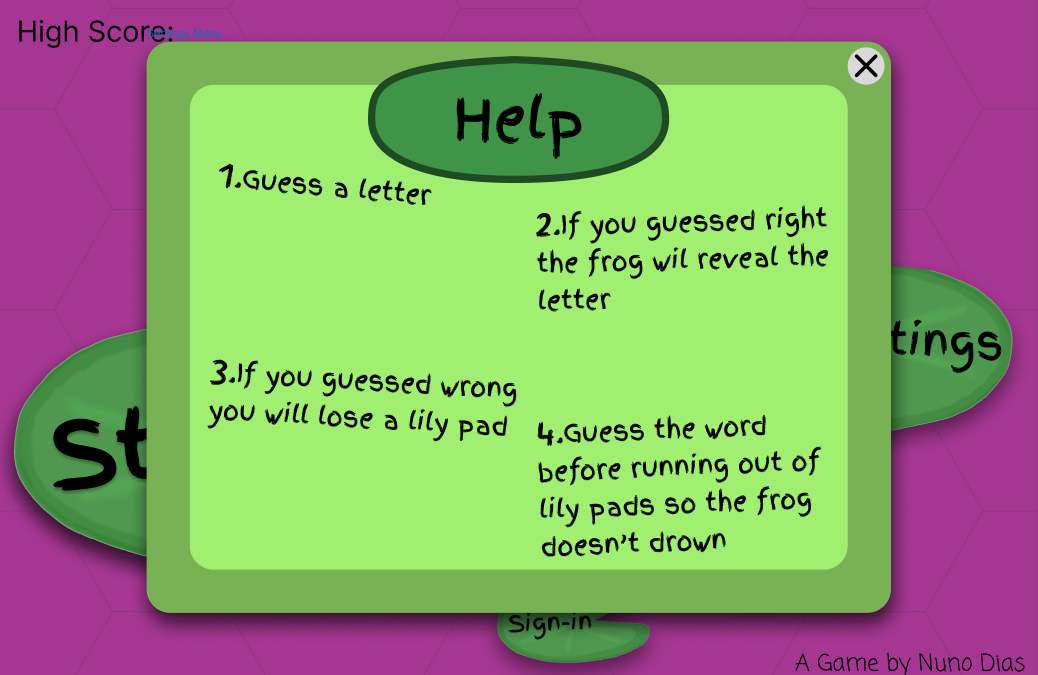 High Score:
Settings Menu
Help
1.Guess a letter
2.If you guessed right
the frog wil reveal the
letter
3.If you guessed wrong
you will lose a lily pad
4.Guess the word
before running out of
lily pads so the frog
doesn't drown
St
tings
Sign-in
A Game by Nuno Dias